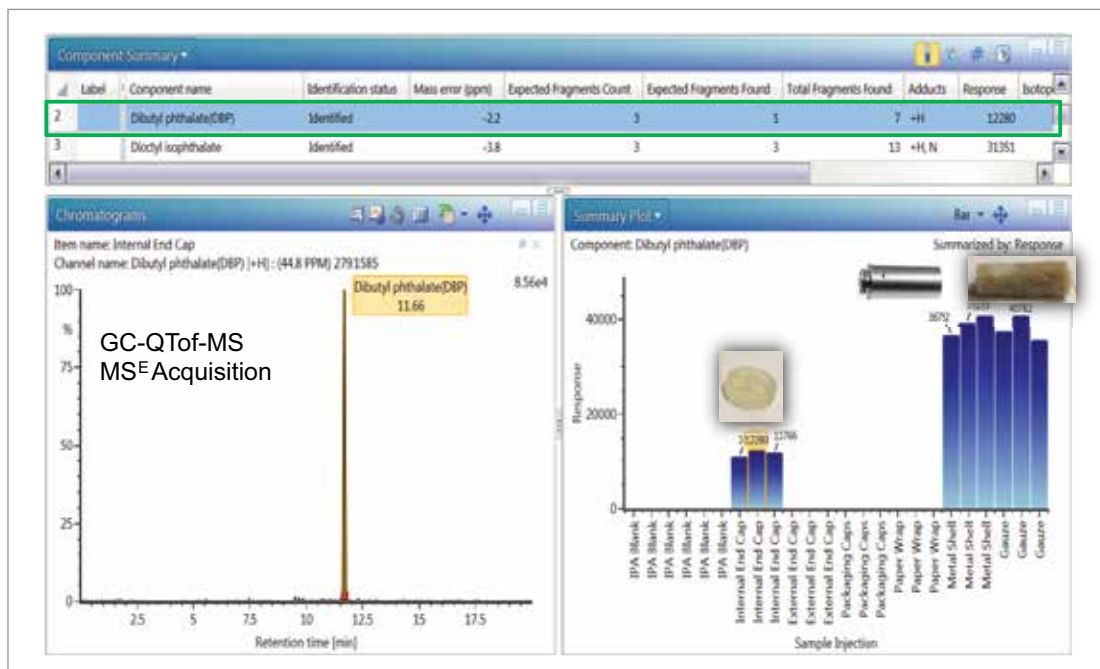 Component Summary
Label Component name Identification status Mass error (ppm) Expected Fragments Count Expected Fragments Found Total Fragments Found Adducts Response
2 Dibutyl phthalate(DBP) Identified -2.2 3 1 7 +H 12280
3 Dioctyl isophthalate Identified -3.8 3 3 13 +H, N 31351
Chromatograms
Item name: Internal End Cap
Channel name: Dibutyl phthalate(DBP) [+H] : (44.8 PPM) 279.1585
8.56e4
Dibutyl phthalate(DBP)
11.66
GC-QTof-MS
MSE Acquisition
100
%
75
50
25
0
2.5 5 7.5 10 12.5 15 17.5
Retention time [min]
Summary Plot
Bar
Component: Dibutyl phthalate(DBP)
Summarized by: Response
40000
20000
0
Response
12280 11766
36752 40782
IPA Blank
IPA Blank
IPA Blank
IPA Blank
IPA Blank
IPA Blank
Internal End Cap
Internal End Cap
Internal End Cap
External End Cap
External End Cap
External End Cap
Packaging Caps
Packaging Caps
Packaging Caps
Paper Wrap
Paper Wrap
Paper Wrap
Metal Shell
Metal Shell
Metal Shell
Gauze
Gauze
Gauze
Sample Injection